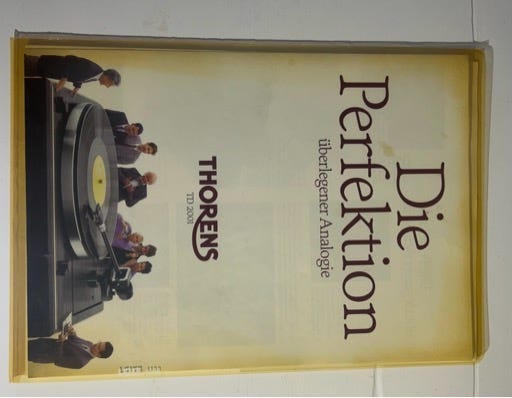 Die
Perfektion
überlegener Analogie
THORENS
TD 2001